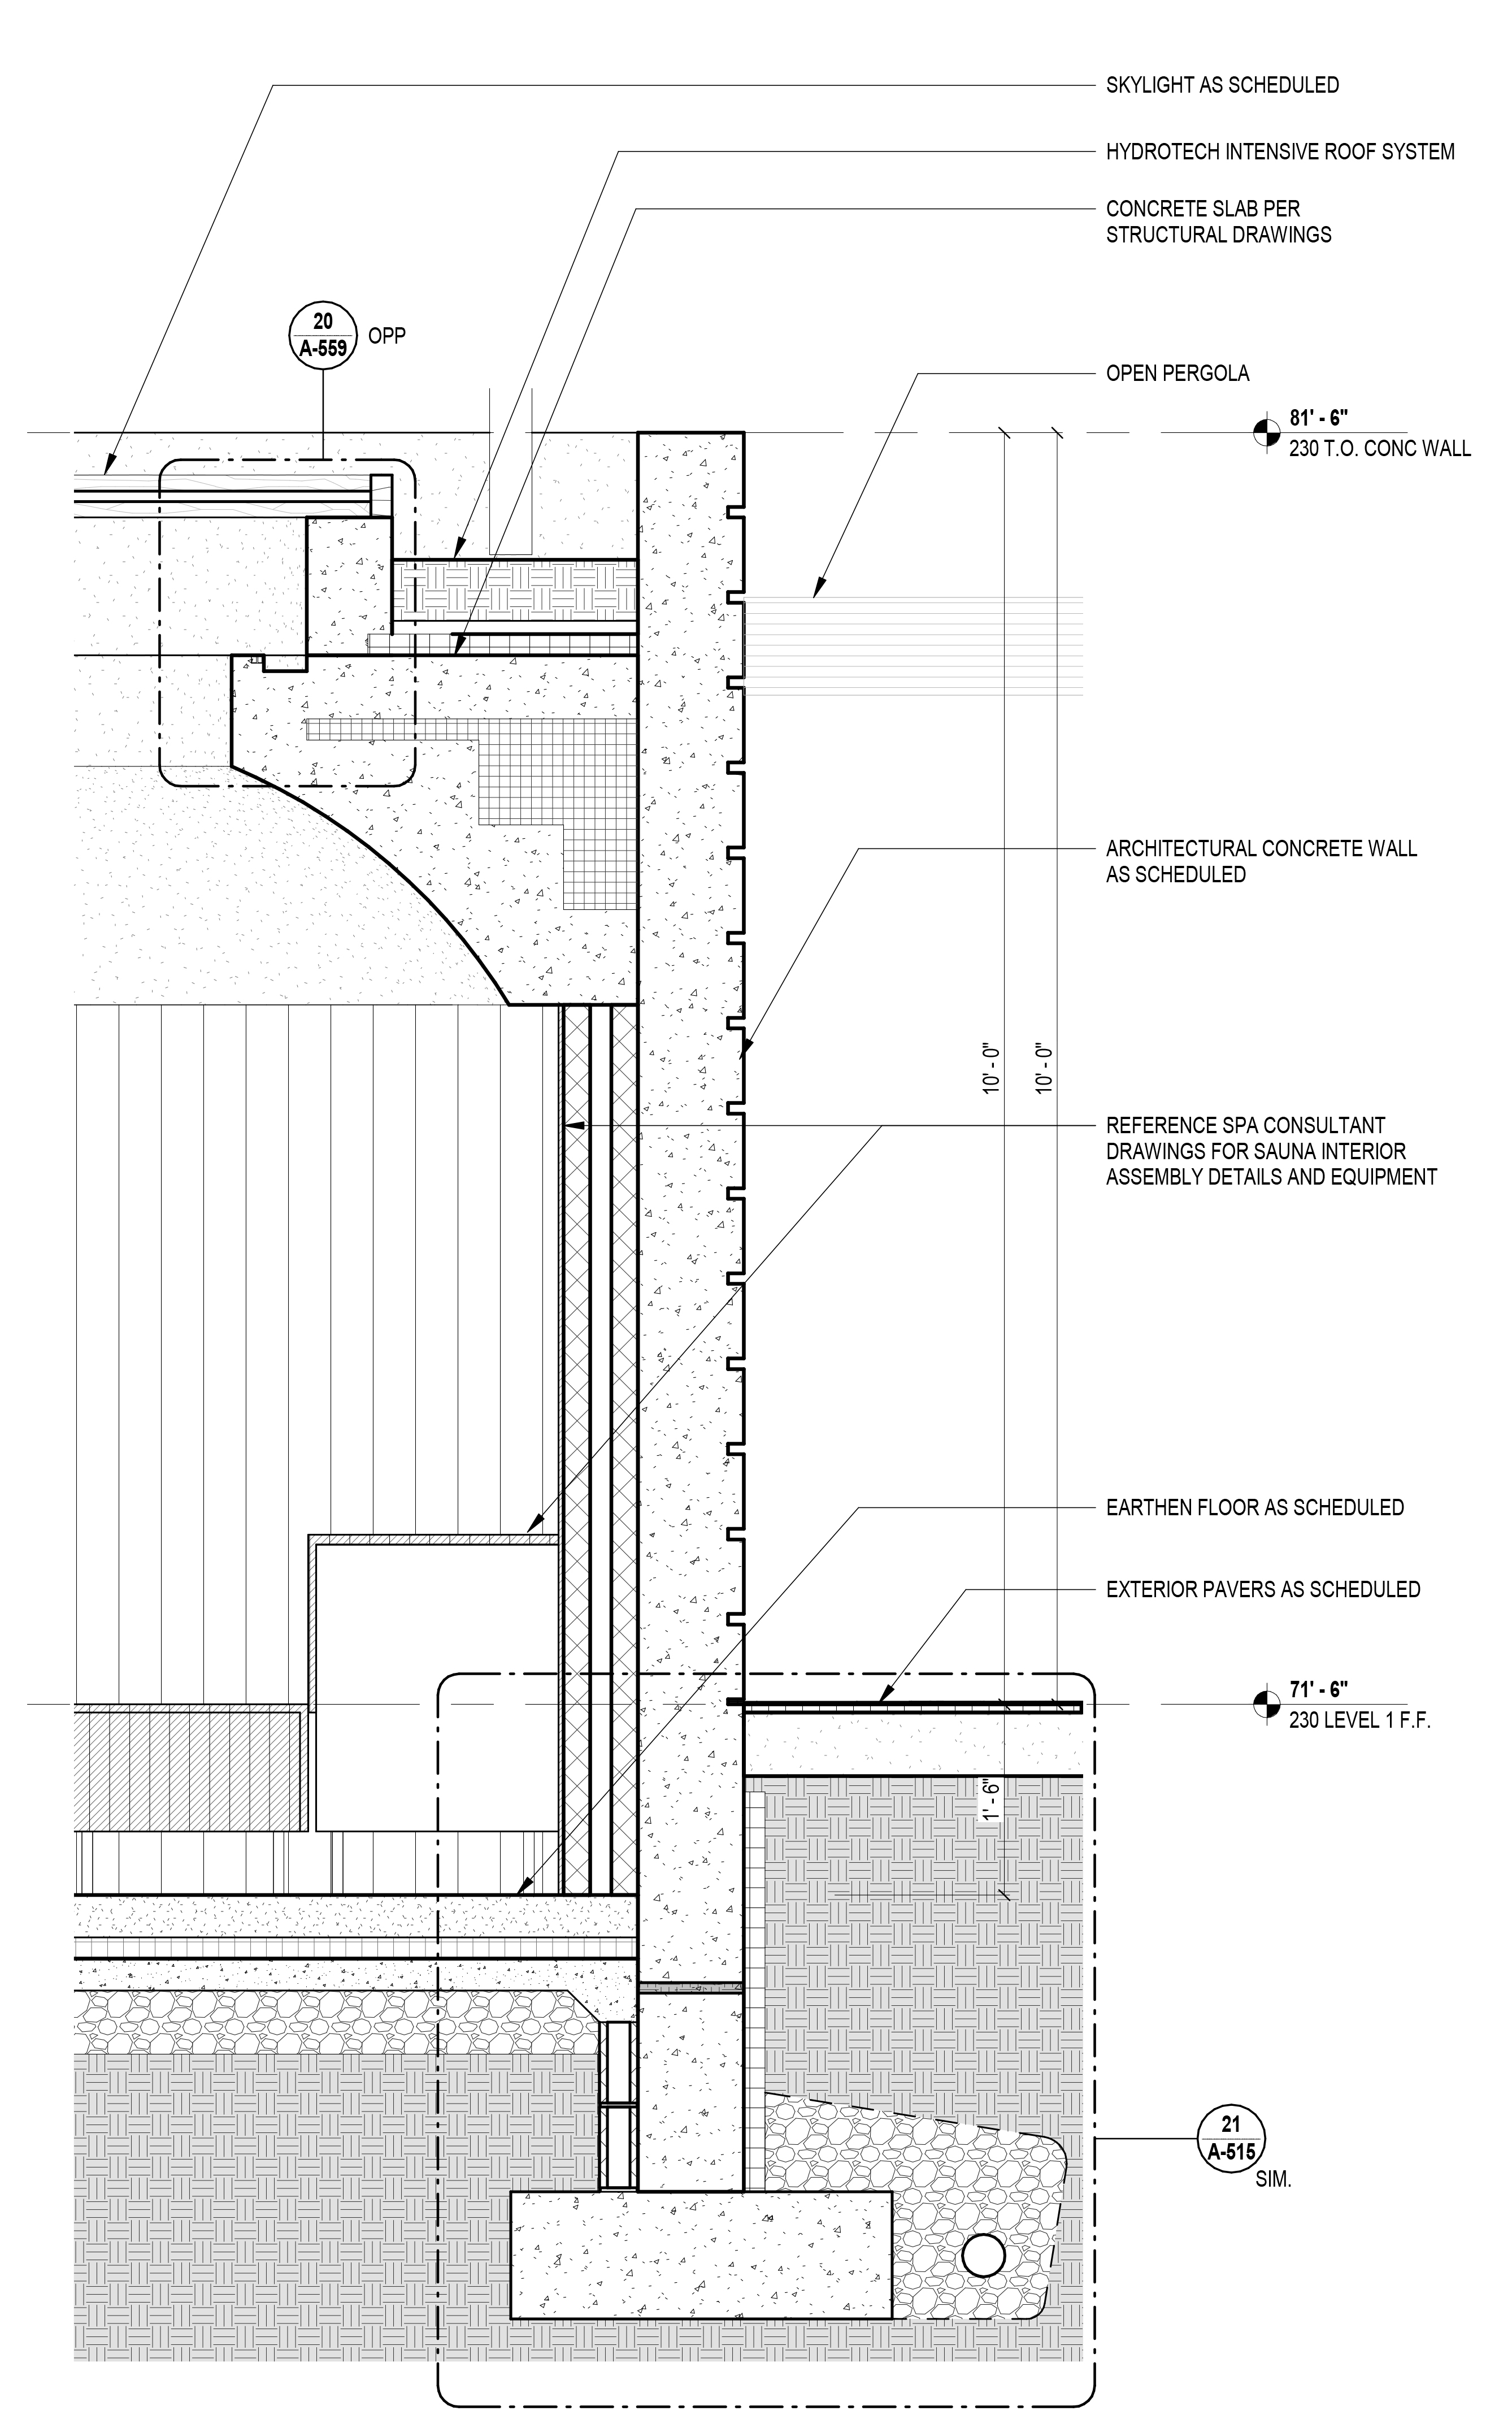 SKYLIGHT AS SCHEDULED
HYDROTECH INTENSIVE ROOF SYSTEM
CONCRETE SLAB PER
STRUCTURAL DRAWINGS
20
A-559
OPP
OPEN PERGOLA
81' - 6"
230 T.O. CONC WALL
ARCHITECTURAL CONCRETE WALL
AS SCHEDULED
10' - 0"
10' - 0"
REFERENCE SPA CONSULTANT
DRAWINGS FOR SAUNA INTERIOR
ASSEMBLY DETAILS AND EQUIPMENT
EARTHEN FLOOR AS SCHEDULED
EXTERIOR PAVERS AS SCHEDULED
71' - 6"
230 LEVEL 1 F.F.
1' - 6"
21
A-515
SIM.